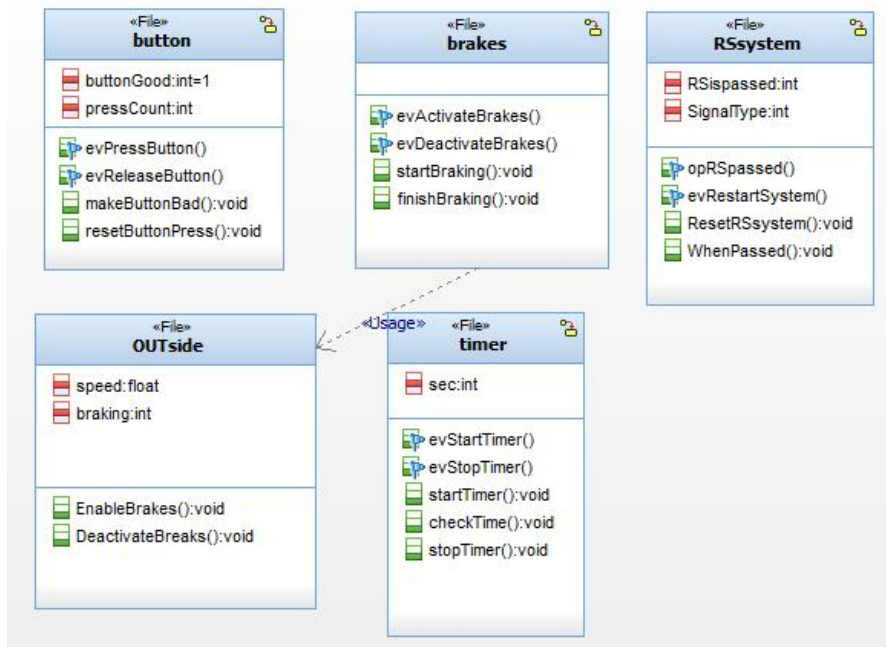 «File»
button
buttonGood:int=1
pressCount:int
evPressButton()
evReleaseButton()
makeButtonBad():void
resetButtonPress():void
«File»
brakes
evActivateBrakes()
evDeactivateBrakes()
startBraking():void
finishBraking():void
«File»
RSsystem
RSispassed:int
SignalType:int
opRSpassed()
evRestartSystem()
ResetRSsystem():void
WhenPassed():void
«Usage»
«File»
OUTside
speed:float
braking:int
EnableBrakes():void
DeactivateBreaks():void
«File»
timer
sec:int
evStartTimer()
evStopTimer()
startTimer():void
checkTime():void
stopTimer():void